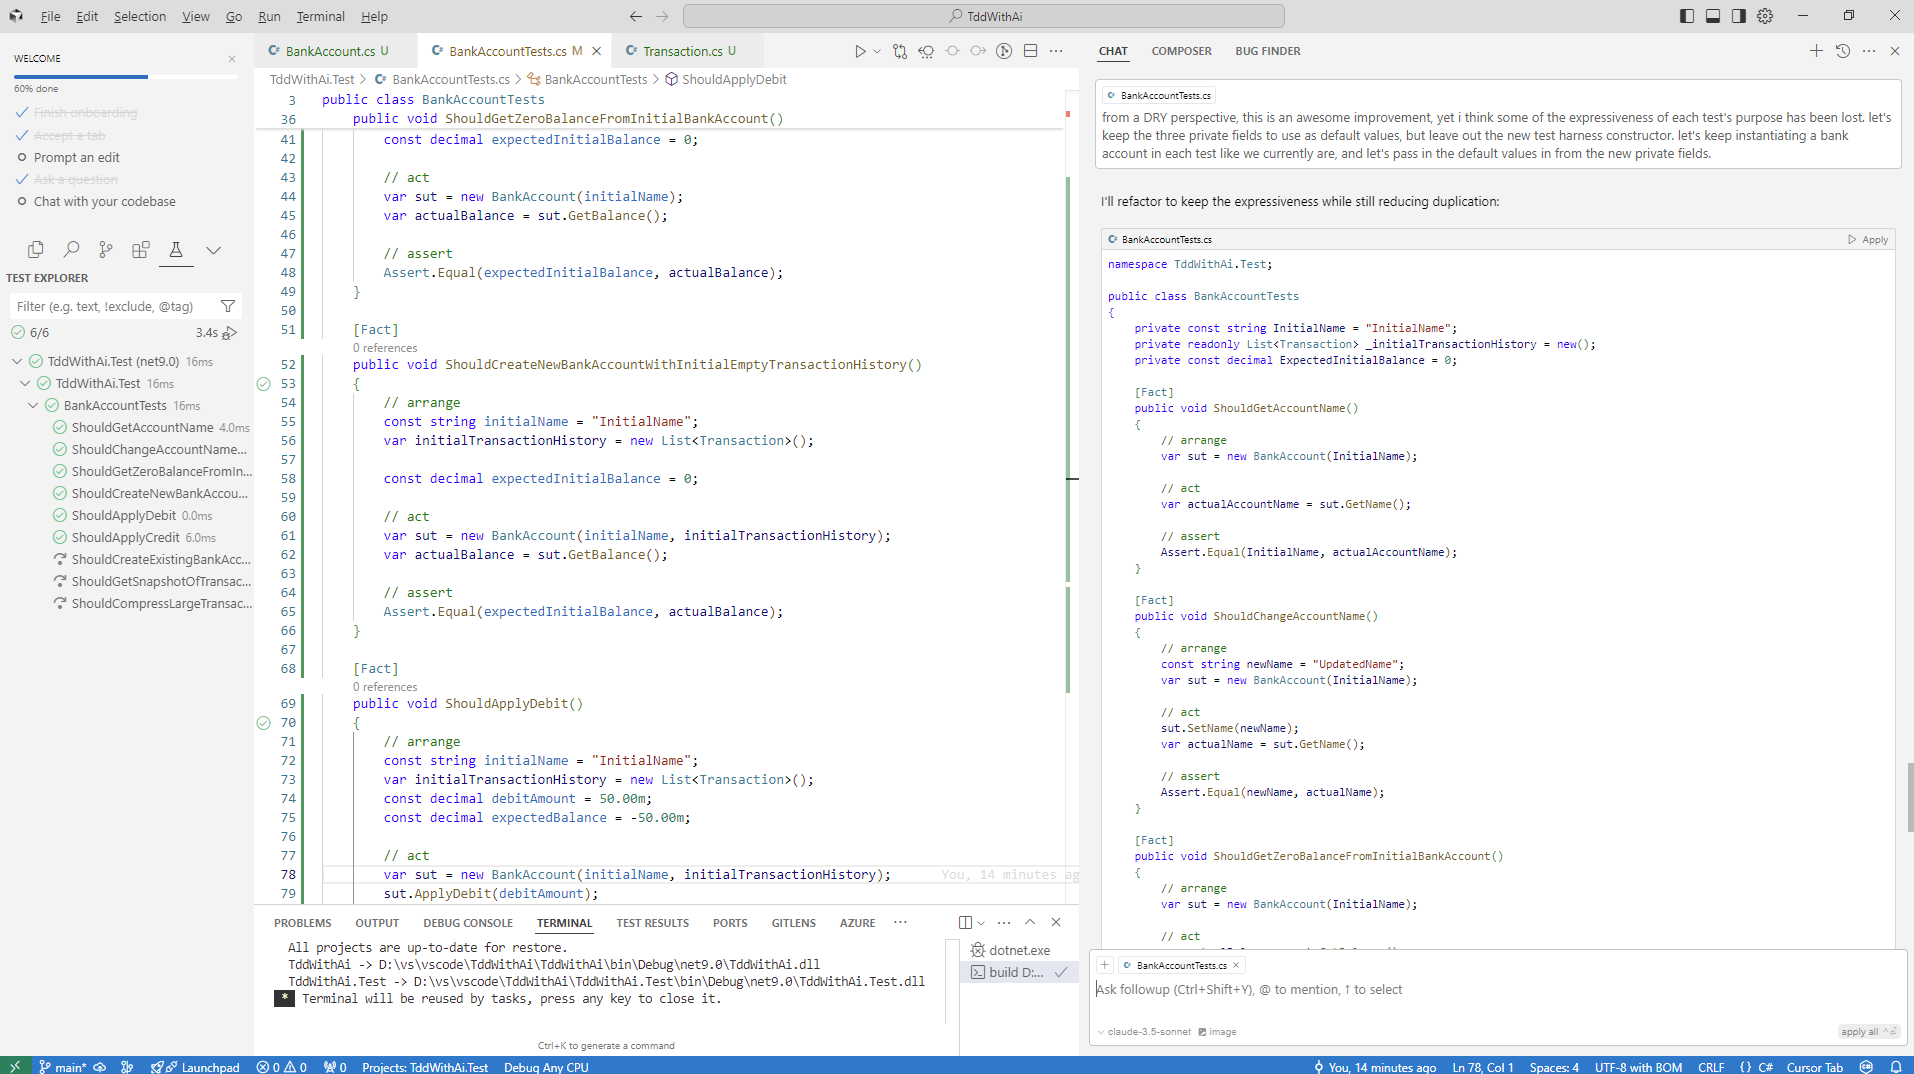 File Edit Selection View Go Run Terminal Help
TddWithAi
WELCOME
60% done
Finish onboarding
Accept a tab
Prompt an edit
Ask a question
Chat with your codebase
TEST EXPLORER
Filter (e.g. text, !exclude, @tag)
6/6 3.4s
TddWithAi.Test (net9.0) 16ms
TddWithAi.Test 16ms
BankAccountTests 16ms
ShouldGetAccountName 4.0ms
ShouldChangeAccountName...
ShouldGetZeroBalanceFromIn...
ShouldCreateNewBankAccou...
ShouldApplyDebit 0.0ms
ShouldApplyCredit 6.0ms
ShouldCreateExistingBankAcc...
ShouldGetSnapshotOfTransac...
ShouldCompressLargeTransac...
BankAccount.cs U
BankAccountTests.cs M
Transaction.cs U
TddWithAi.Test > BankAccountTests.cs > BankAccountTests > ShouldApplyDebit
3 public class BankAccountTests
36 public void ShouldGetZeroBalanceFromInitialBankAccount()
41 const decimal expectedInitialBalance = 0;
42
43 // act
44 var sut = new BankAccount(initialName);
45 var actualBalance = sut.GetBalance();
46
47 // assert
48 Assert.Equal(expectedInitialBalance, actualBalance);
49 }
50
51 [Fact]
0 references
52 public void ShouldCreateNewBankAccountWithInitialEmptyTransactionHistory()
53 {
54 // arrange
55 const string initialName = "InitialName";
56 var initialTransactionHistory = new List<Transaction>();
57
58 const decimal expectedInitialBalance = 0;
59
60 // act
61 var sut = new BankAccount(initialName, initialTransactionHistory);
62 var actualBalance = sut.GetBalance();
63
64 // assert
65 Assert.Equal(expectedInitialBalance, actualBalance);
66 }
67
68 [Fact]
0 references
69 public void ShouldApplyDebit()
70 {
71 // arrange
72 const string initialName = "InitialName";
73 var initialTransactionHistory = new List<Transaction>();
74 const decimal debitAmount = 50.00m;
75 const decimal expectedBalance = -50.00m;
76
77 // act
78 var sut = new BankAccount(initialName, initialTransactionHistory); You, 14 minutes ag
79 sut.ApplyDebit(debitAmount);
PROBLEMS OUTPUT DEBUG CONSOLE TERMINAL TEST RESULTS PORTS GITLENS AZURE
All projects are up-to-date for restore.
TddWithAi -> D:\vs\vscode\TddWithAi\TddWithAi\bin\Debug\net9.0\TddWithAi.dll
TddWithAi.Test -> D:\vs\vscode\TddWithAi\TddWithAi.Test\bin\Debug\net9.0\TddWithAi.Test.dll
* Terminal will be reused by tasks, press any key to close it.
Ctrl+K to generate a command
dotnet.exe
build D:...
CHAT COMPOSER BUG FINDER
BankAccountTests.cs
from a DRY perspective, this is an awesome improvement, yet i think some of the expressiveness of each test's purpose has been lost. let's
keep the three private fields to use as default values, but leave out the new test harness constructor. let's keep instantiating a bank
account in each test like we currently are, and let's pass in the default values in from the new private fields.
I'll refactor to keep the expressiveness while still reducing duplication:
BankAccountTests.cs Apply
namespace TddWithAi.Test;
public class BankAccountTests
{
private const string InitialName = "InitialName";
private readonly List<Transaction> _initialTransactionHistory = new();
private const decimal ExpectedInitialBalance = 0;
[Fact]
public void ShouldGetAccountName()
{
// arrange
var sut = new BankAccount(InitialName);
// act
var actualAccountName = sut.GetName();
// assert
Assert.Equal(InitialName, actualAccountName);
}
[Fact]
public void ShouldChangeAccountName()
{
// arrange
const string newName = "UpdatedName";
var sut = new BankAccount(InitialName);
// act
sut.SetName(newName);
var actualName = sut.GetName();
// assert
Assert.Equal(newName, actualName);
}
[Fact]
public void ShouldGetZeroBalanceFromInitialBankAccount()
{
// arrange
var sut = new BankAccount(InitialName);
// act
BankAccountTests.cs
Ask followup (Ctrl+Shift+Y), @ to mention, ↑ to select
claude-3.5-sonnet image apply all
main* Launchpad 0 0 0 Projects: TddWithAi.Test Debug Any CPU You, 14 minutes ago Ln 78, Col 1 Spaces: 4 UTF-8 with BOM CRLF {} C# Cursor Tab